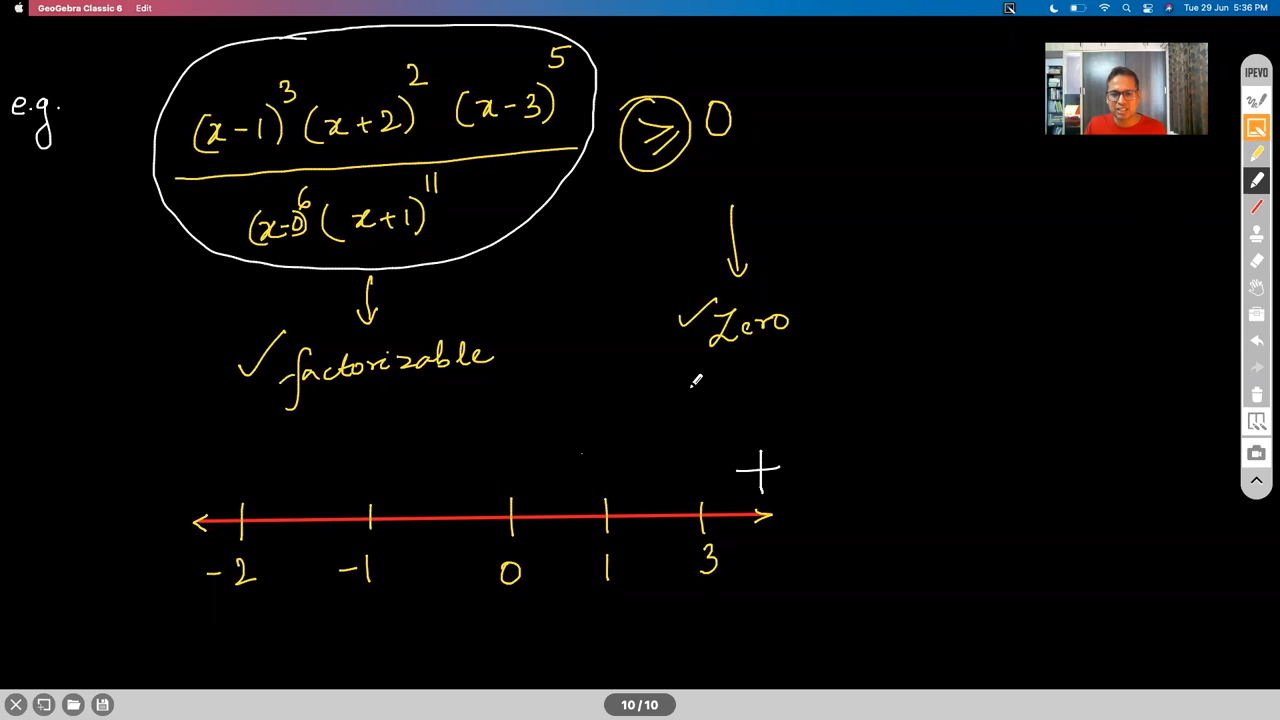 GeoGebra Classic 6 Edit Tue 29 Jun 5:36 PM
IPEVO
e.g. (x-1)³ (x+2)² (x-3)⁵ ≥ 0
(x-0)⁶ (x+1)¹¹
✓ Zero
✓ factorizable
+
-2 -1 0 1 3
10/10